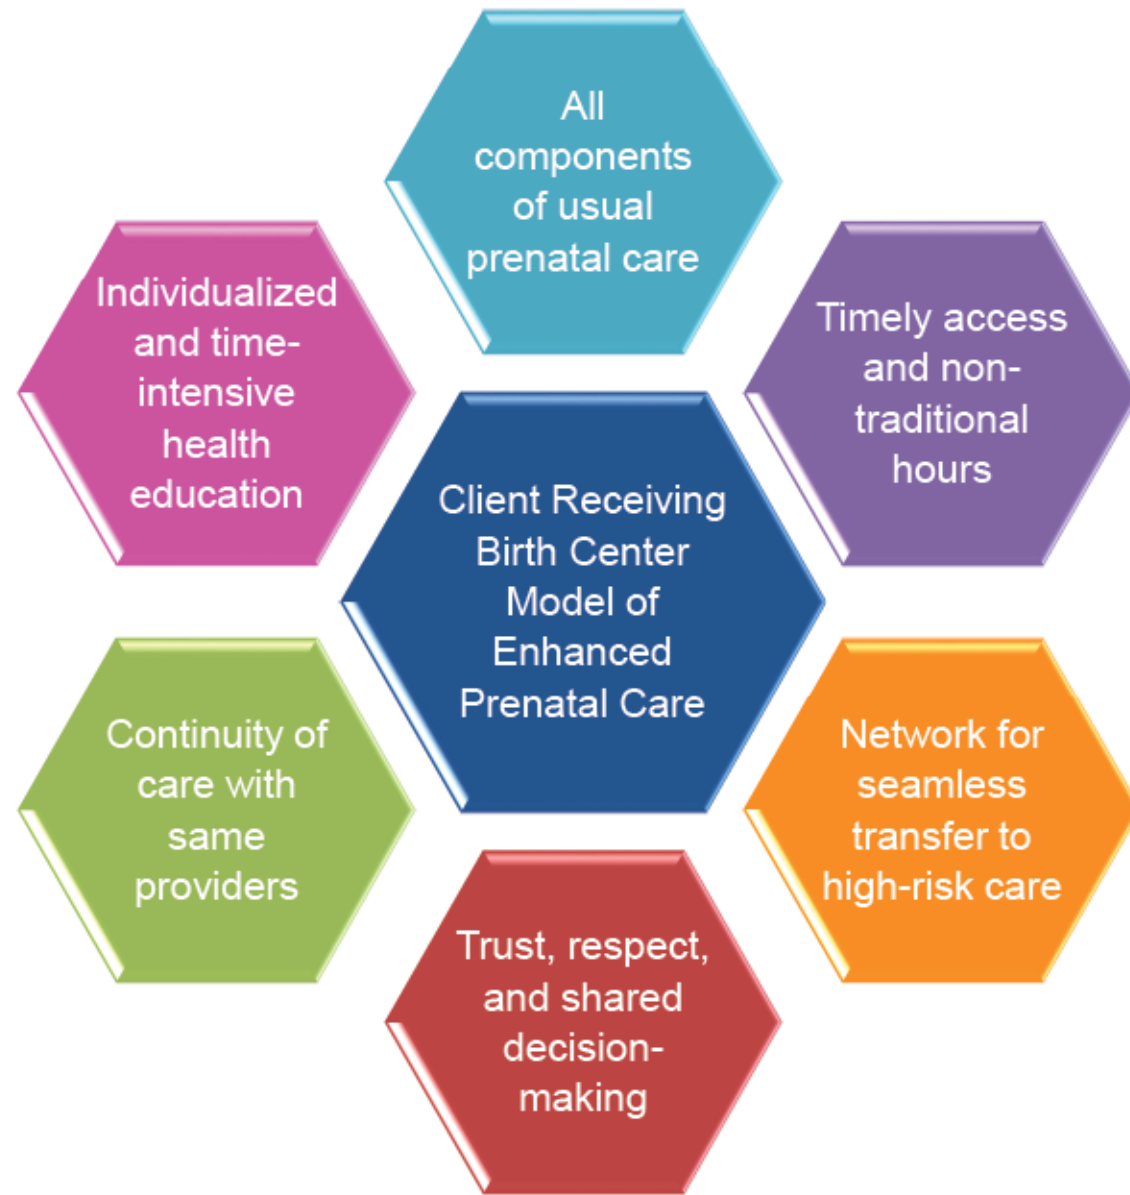 All
components
of usual
prenatal care
Individualized
and time-
intensive
health
education
Timely access
and non-
traditional
hours
Client Receiving
Birth Center
Model of
Enhanced
Prenatal Care
Continuity of
care with
same
providers
Network for
seamless
transfer to
high-risk care
Trust, respect,
and shared
decision-
making